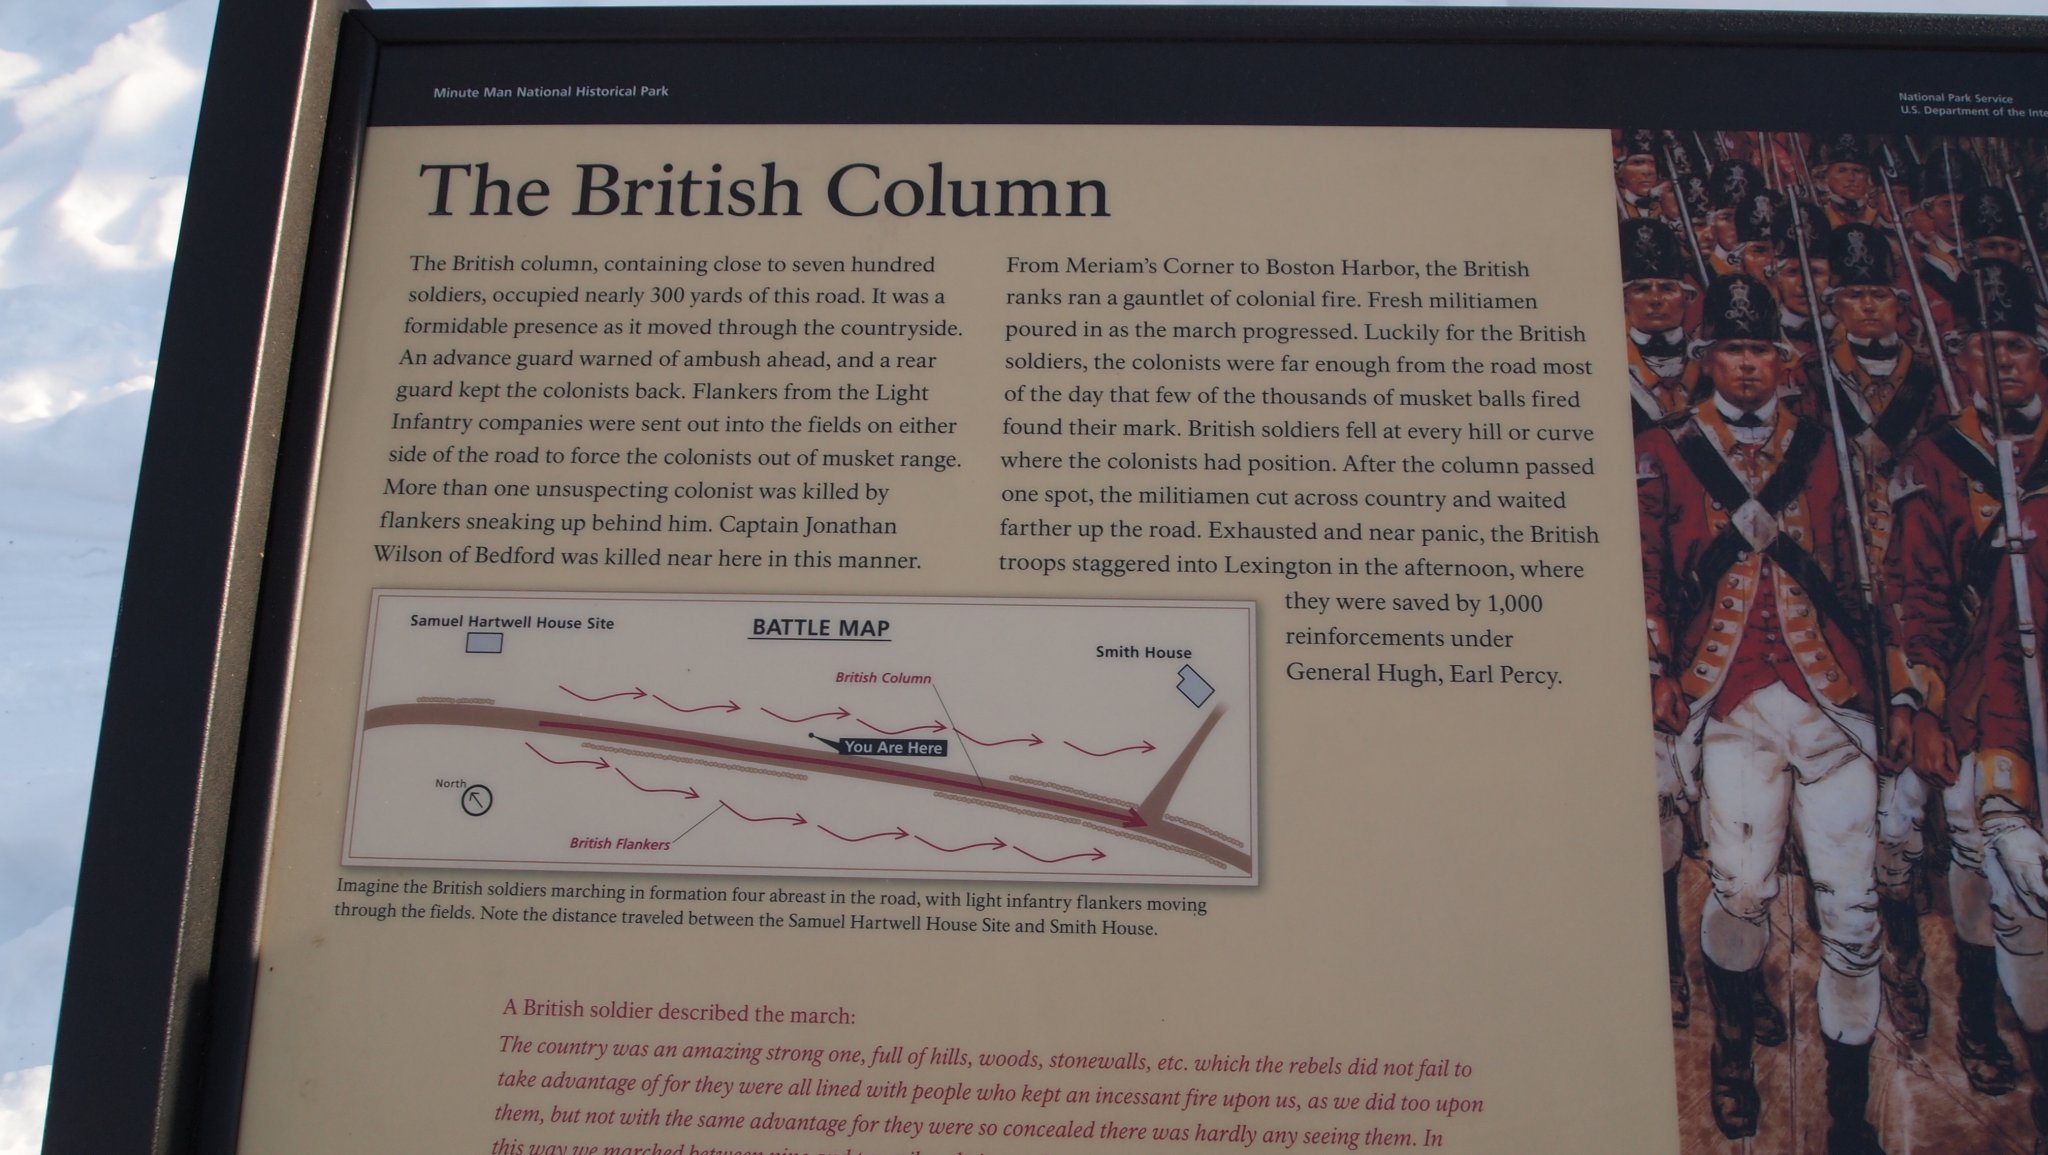 Minute Man National Historical Park
National Park Service
U.S. Department of the
The British Column
The British column, containing close to seven hundred
soldiers, occupied nearly 300 yards of this road. It was a
formidable presence as it moved through the countryside.
An advance guard warned of ambush ahead, and a rear
guard kept the colonists back. Flankers from the Light
Infantry companies were sent out into the fields on either
side of the road to force the colonists out of musket range.
More than one unsuspecting colonist was killed by
flankers sneaking up behind him. Captain Jonathan
Wilson of Bedford was killed near here in this manner.
From Meriam's Corner to Boston Harbor, the British
ranks ran a gauntlet of colonial fire. Fresh militiamen
poured in as the march progressed. Luckily for the British
soldiers, the colonists were far enough from the road most
of the day that few of the thousands of musket balls fired
found their mark. British soldiers fell at every hill or curve
where the colonists had position. After the column passed
one spot, the militiamen cut across country and waited
farther up the road. Exhausted and near panic, the British
troops staggered into Lexington in the afternoon, where
they were saved by 1,000
reinforcements under
General Hugh, Earl Percy.
Samuel Hartwell House Site
BATTLE MAP
Smith House
British Column
You Are Here
North
British Flankers
Imagine the British soldiers marching in formation four abreast in the road, with light infantry flankers moving
through the fields. Note the distance traveled between the Samuel Hartwell House Site and Smith House.
A British soldier described the march:
The country was an amazing strong one, full of hills, woods, stonewalls, etc. which the rebels did not fail to
take advantage of for they were all lined with people who kept an incessant fire upon us, as we did too upon
them, but not with the same advantage for they were so concealed there was hardly any seeing them. In
this way we marched between